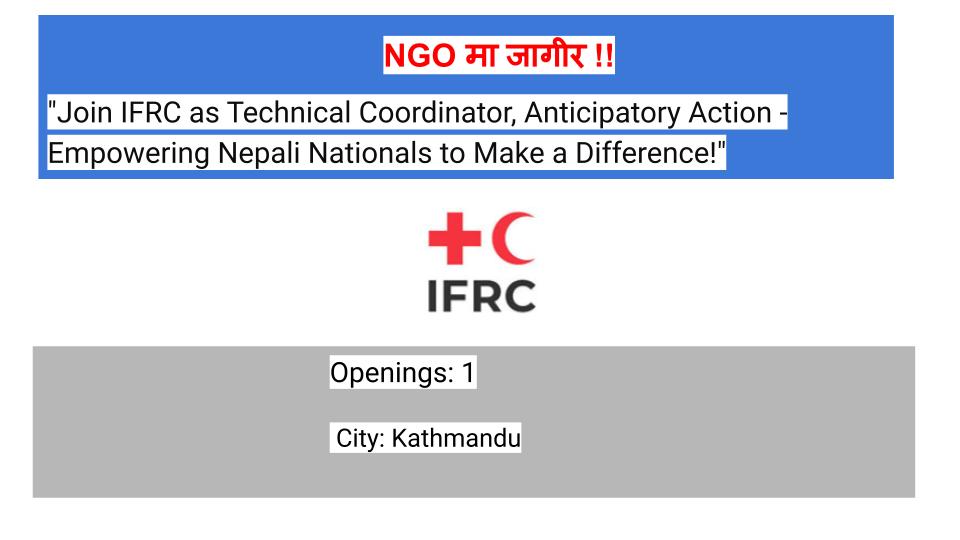 NGO मा जागीर !!
"Join IFRC as Technical Coordinator, Anticipatory Action -
Empowering Nepali Nationals to Make a Difference!"
IFRC
Openings: 1
City: Kathmandu